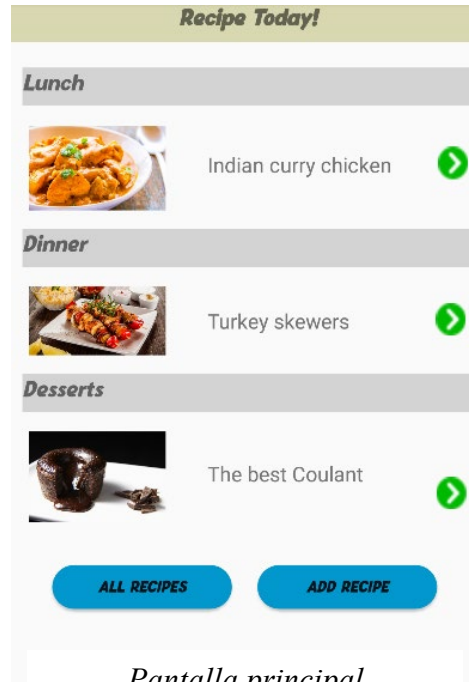 Recipe Today!
Lunch
Indian curry chicken
Dinner
Turkey skewers
Desserts
The best Coulant
ALL RECIPES
ADD RECIPE
Pantalla principal